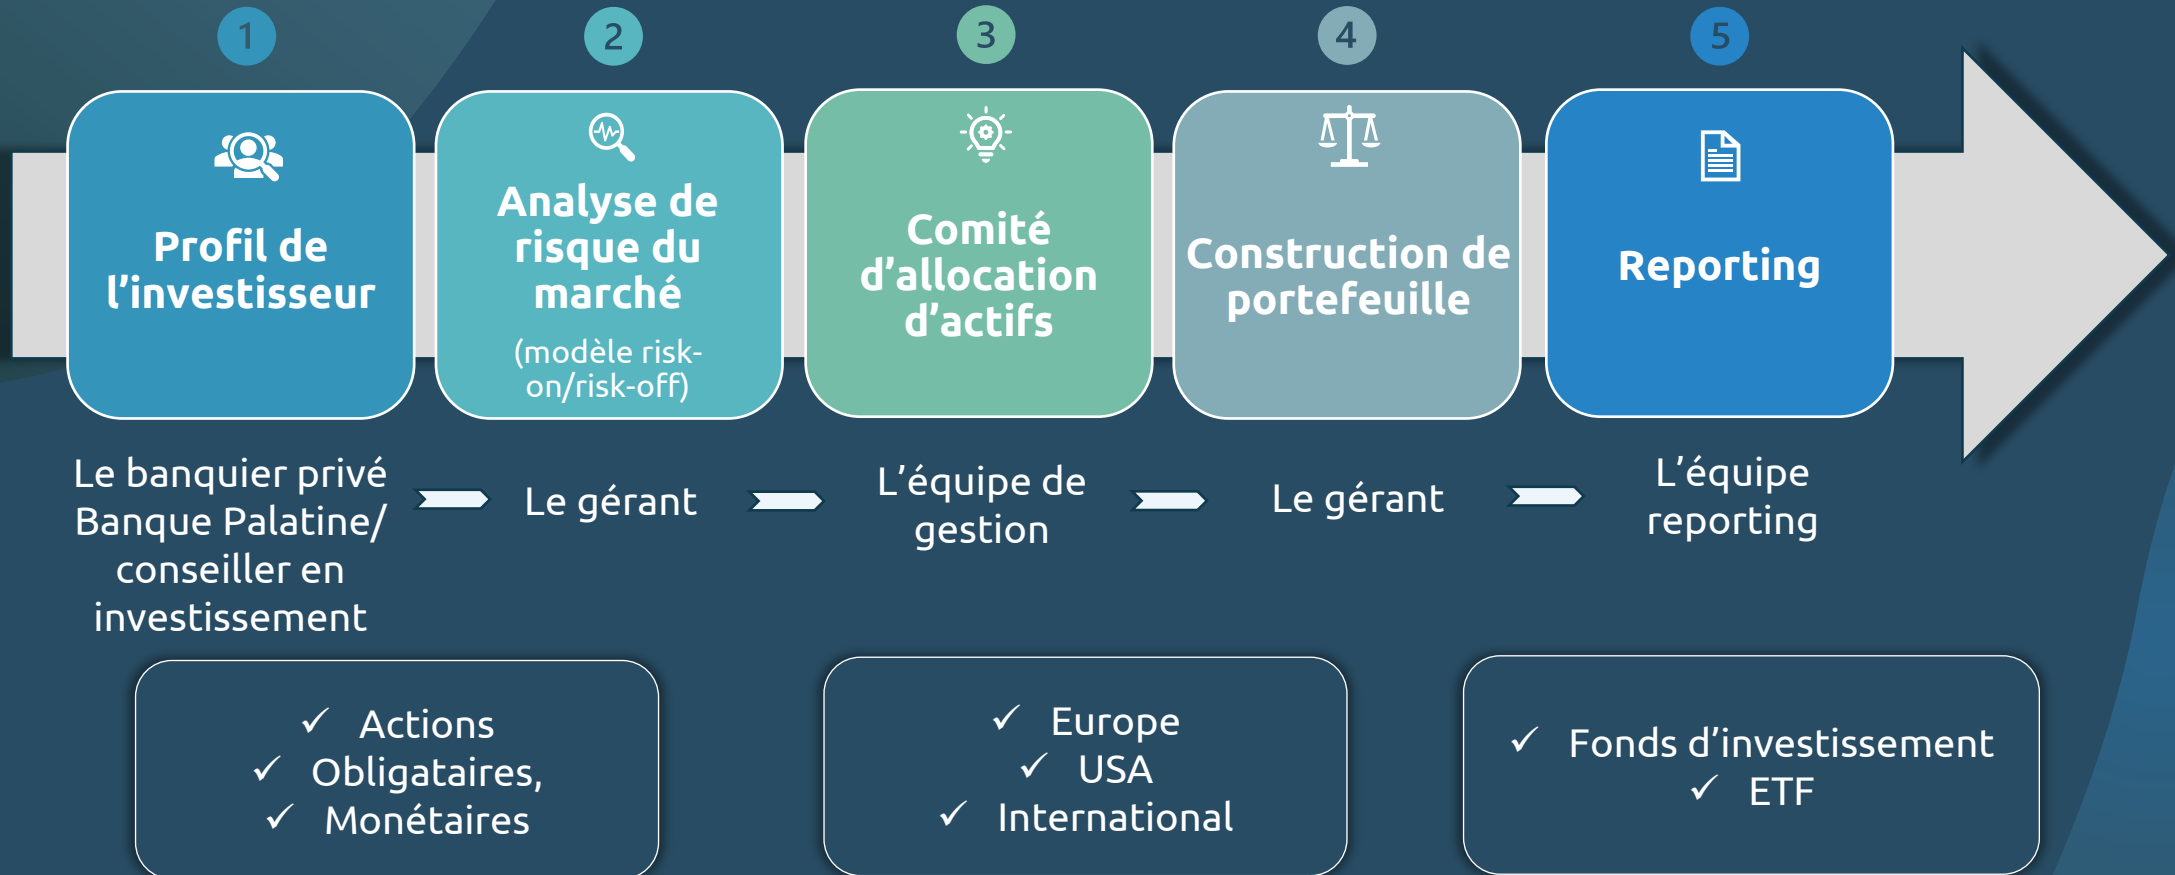 1
2
3
4
5
Profil de
l’investisseur
Analyse de
risque du
marché
(modèle risk-
on/risk-off)
Comité
d’allocation
d’actifs
Construction de
portefeuille
Reporting
Le banquier privé
Banque Palatine/
conseiller en
investissement
Le gérant
L’équipe de
gestion
Le gérant
L’équipe
reporting
✓ Actions
✓ Obligataires,
✓ Monétaires
✓ Europe
✓ USA
✓ International
✓ Fonds d’investissement
✓ ETF